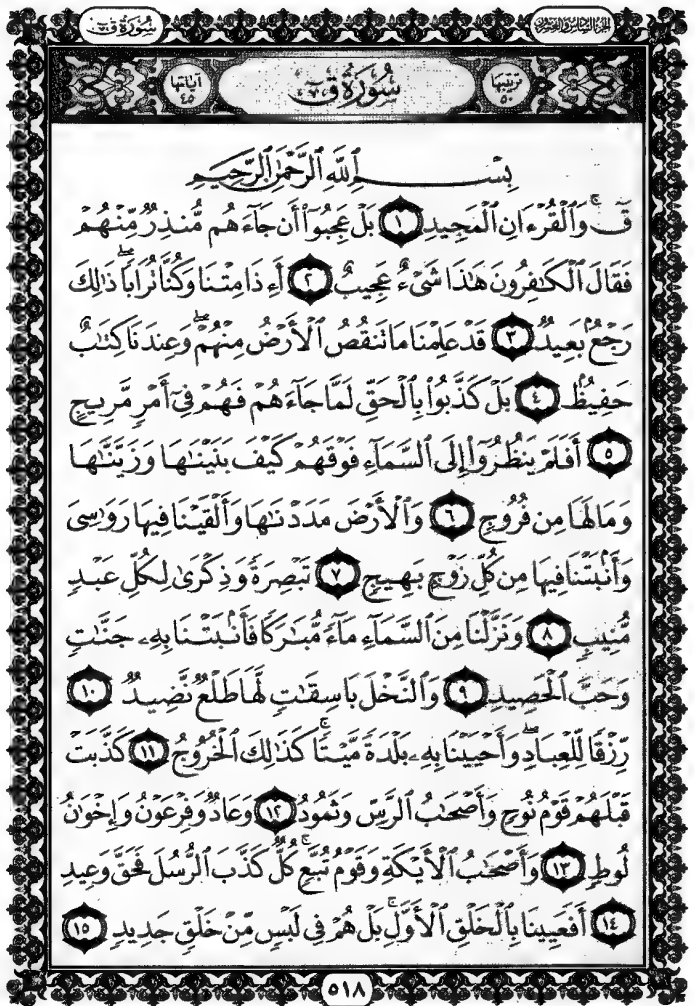 الجزء السادس والعشرون
سُورَةُ ق
ترتيبها ٥٠
سُورَةُ ق
آياتها ٤٥
بِسْمِ ٱللَّهِ ٱلرَّحْمَٰنِ ٱلرَّحِيمِ
قٓۚ وَٱلْقُرْءَانِ ٱلْمَجِيدِ ١ بَلْ عَجِبُوٓا۟ أَن جَآءَهُم مُّنذِرٌ مِّنْهُمْ
فَقَالَ ٱلْكَٰفِرُونَ هَٰذَا شَىْءٌ عَجِيبٌ ٢ أَءِذَا مِتْنَا وَكُنَّا تُرَابًاۖ ذَٰلِكَ
رَجْعٌۢ بَعِيدٌ ٣ قَدْ عَلِمْنَا مَا تَنقُصُ ٱلْأَرْضُ مِنْهُمْۖ وَعِندَنَا كِتَٰبٌ
حَفِيظٌۢ ٤ بَلْ كَذَّبُوا۟ بِٱلْحَقِّ لَمَّا جَآءَهُمْ فَهُمْ فِىٓ أَمْرٍ مَّرِيجٍ
٥ أَفَلَمْ يَنظُرُوٓا۟ إِلَى ٱلسَّمَآءِ فَوْقَهُمْ كَيْفَ بَنَيْنَٰهَا وَزَيَّنَّٰهَا
وَمَا لَهَا مِن فُرُوجٍ ٦ وَٱلْأَرْضَ مَدَدْنَٰهَا وَأَلْقَيْنَا فِيهَا رَوَٰسِىَ
وَأَنۢبَتْنَا فِيهَا مِن كُلِّ زَوْجٍۭ بَهِيجٍ ٧ تَبْصِرَةً وَذِكْرَىٰ لِكُلِّ عَبْدٍ
مُّنِيبٍ ٨ وَنَزَّلْنَا مِنَ ٱلسَّمَآءِ مَآءً مُّبَٰرَكًا فَأَنۢبَتْنَا بِهِۦ جَنَّٰتٍ
وَحَبَّ ٱلْحَصِيدِ ٩ وَٱلنَّخْلَ بَاسِقَٰتٍ لَّهَا طَلْعٌ نَّضِيدٌ ١٠
رِّزْقًا لِّلْعِبَادِۖ وَأَحْيَيْنَا بِهِۦ بَلْدَةً مَّيْتًاۚ كَذَٰلِكَ ٱلْخُرُوجُ ١١ كَذَّبَتْ
قَبْلَهُمْ قَوْمُ نُوحٍ وَأَصْحَٰبُ ٱلرَّسِّ وَثَمُودُ ١٢ وَعَادٌ وَفِرْعَوْنُ وَإِخْوَٰنُ
لُوطٍ ١٣ وَأَصْحَٰبُ ٱلْأَيْكَةِ وَقَوْمُ تُبَّعٍۚ كُلٌّ كَذَّبَ ٱلرُّسُلَ فَحَقَّ وَعِيدِ
١٤ أَفَعَيِينَا بِٱلْخَلْقِ ٱلْأَوَّلِۚ بَلْ هُمْ فِى لَبْسٍ مِّنْ خَلْقٍ جَدِيدٍ ١٥
٥١٨